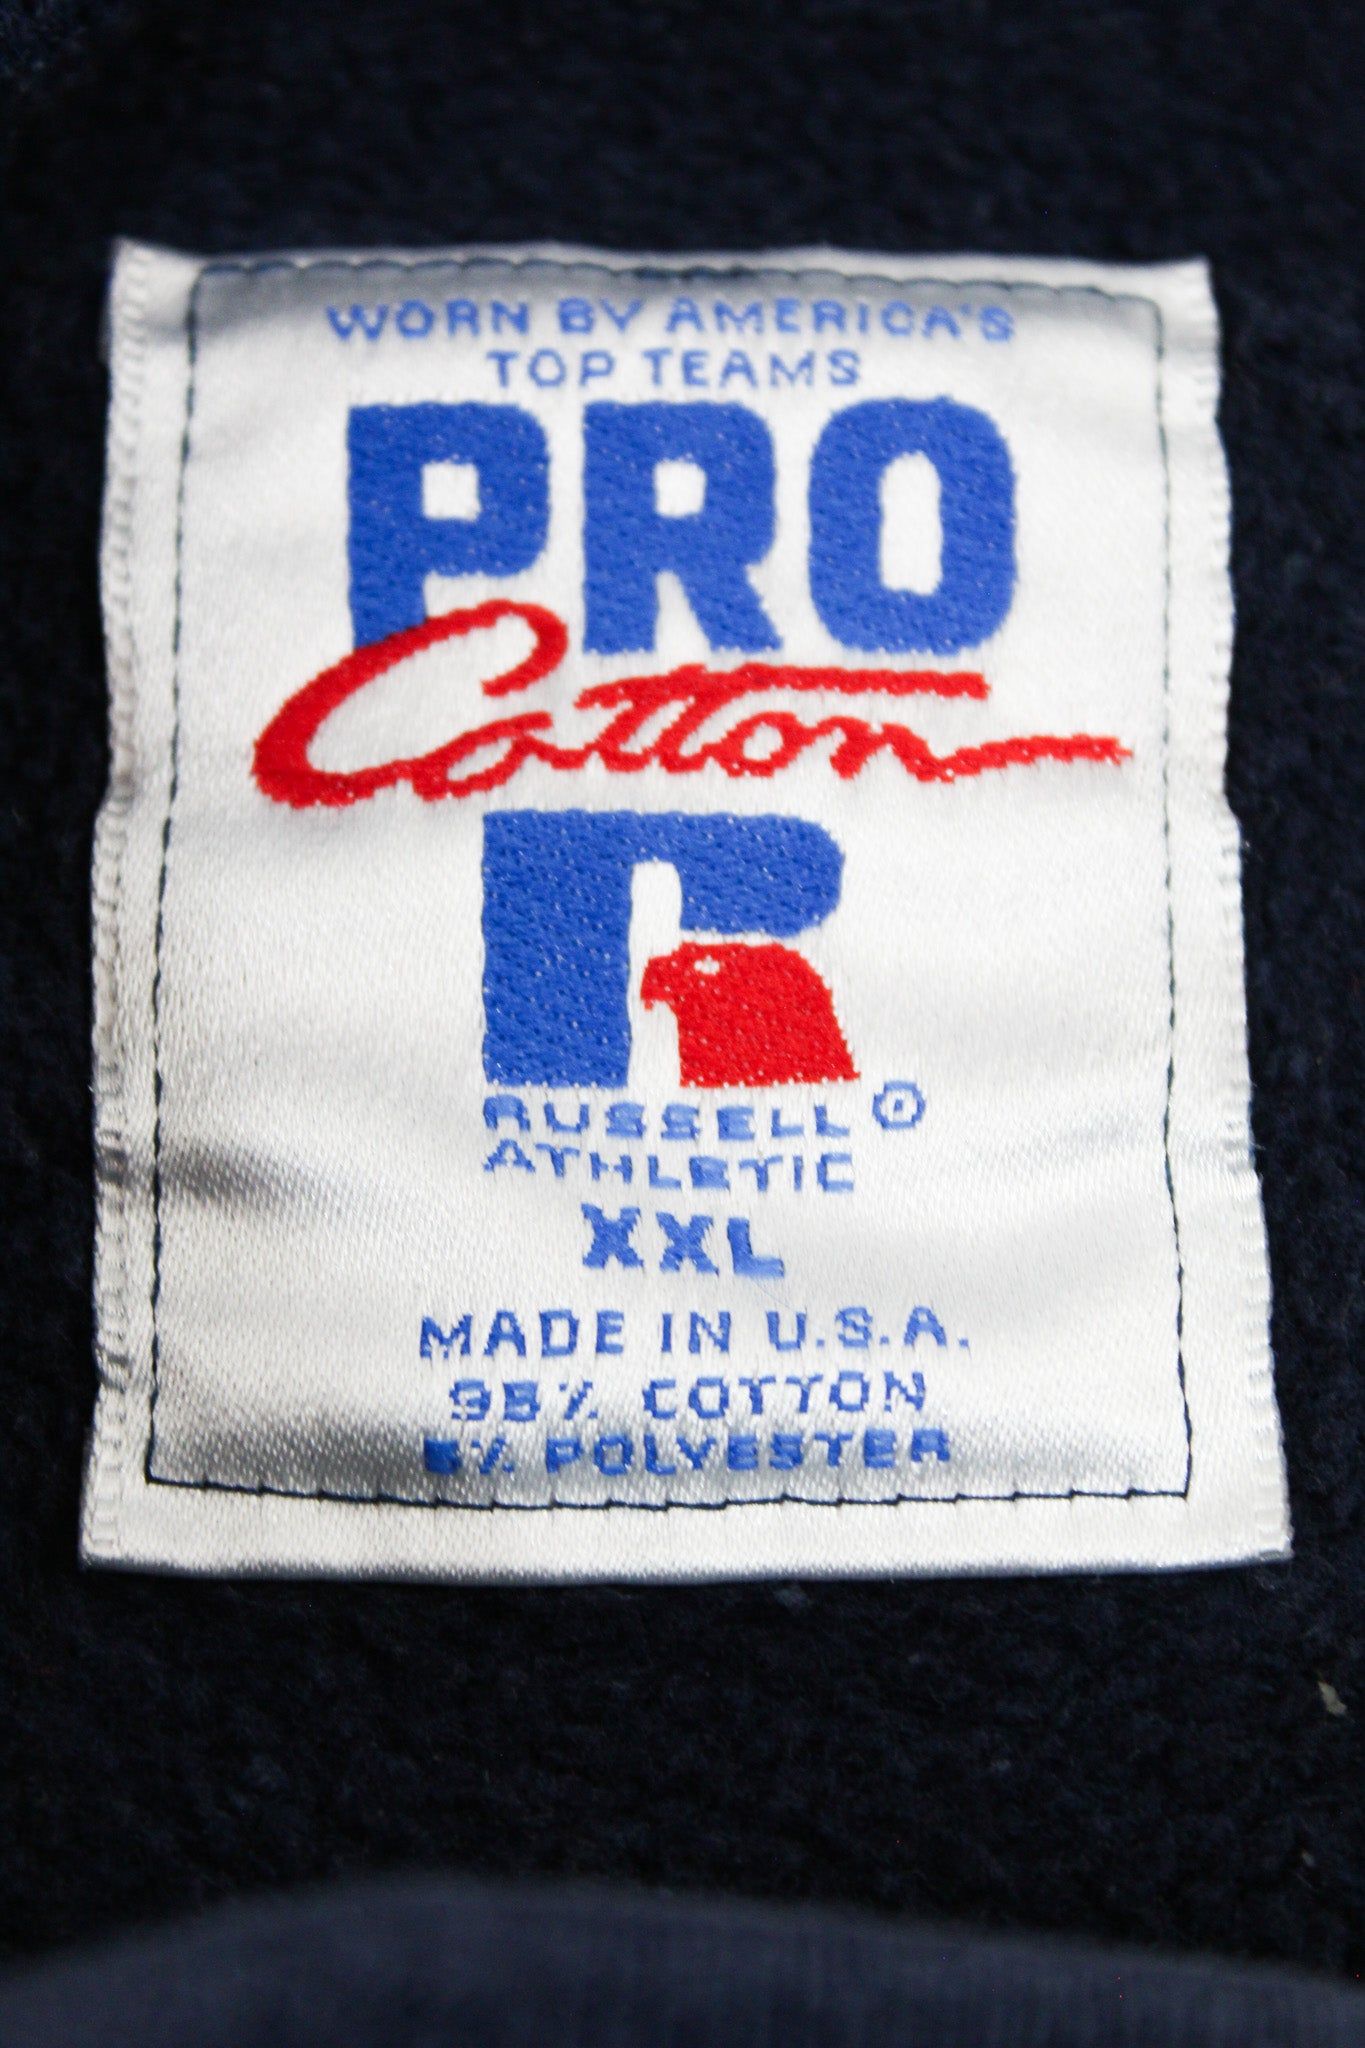 WORN BY AMERICA'S
TOP TEAMS
PRO
Cotton
R
RUSSELL ®
ATHLETIC
XXL
MADE IN U.S.A.
95% COTTON
5% POLYESTER